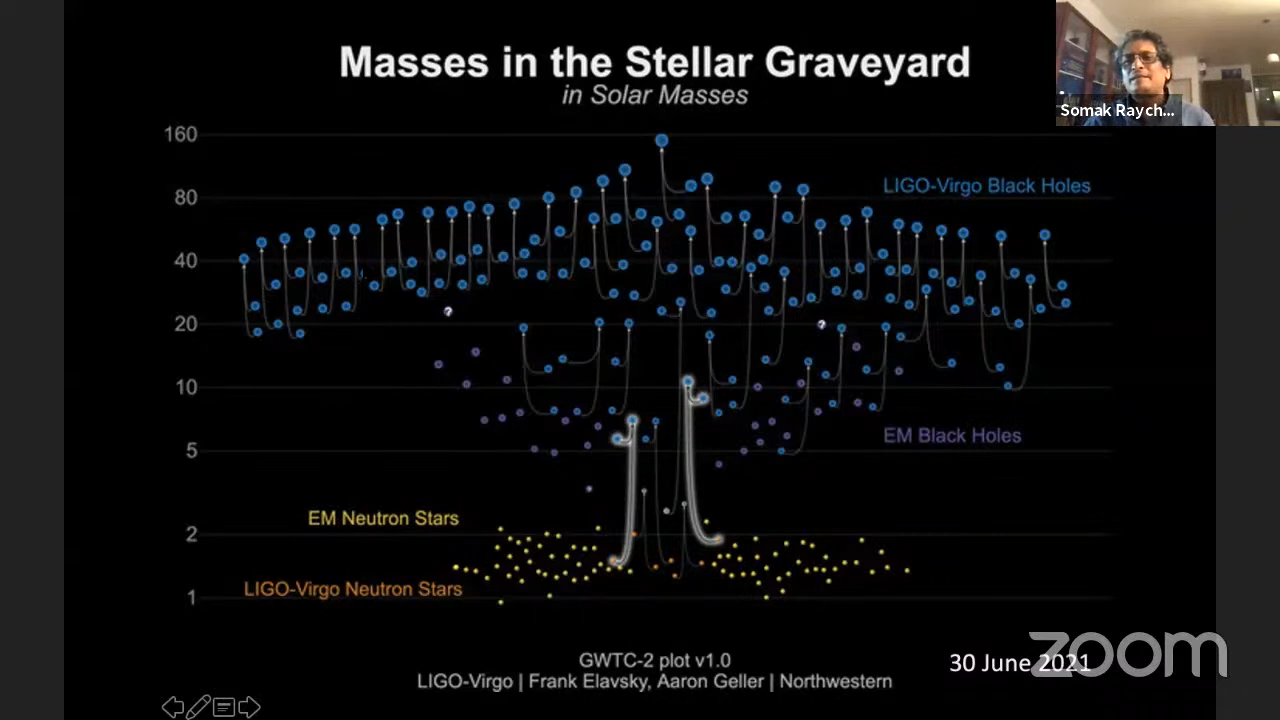 Masses in the Stellar Graveyard
in Solar Masses
Somak Raych...
160
LIGO-Virgo Black Holes
80
40
20
10
EM Black Holes
5
EM Neutron Stars
2
LIGO-Virgo Neutron Stars
1
GWTC-2 plot v1.0
LIGO-Virgo | Frank Elavsky, Aaron Geller | Northwestern
30 June 2021
zoom